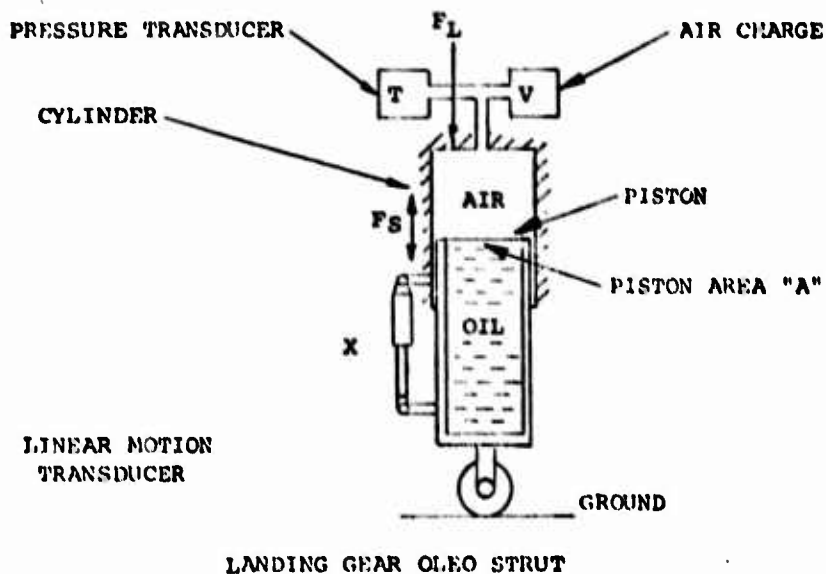 PRESSURE TRANSDUCER
F_L
AIR CHARGE
T
V
CYLINDER
AIR
PISTON
F_S
PISTON AREA "A"
OIL
X
LINEAR MOTION
TRANSDUCER
GROUND
LANDING GEAR OLEO STRUT